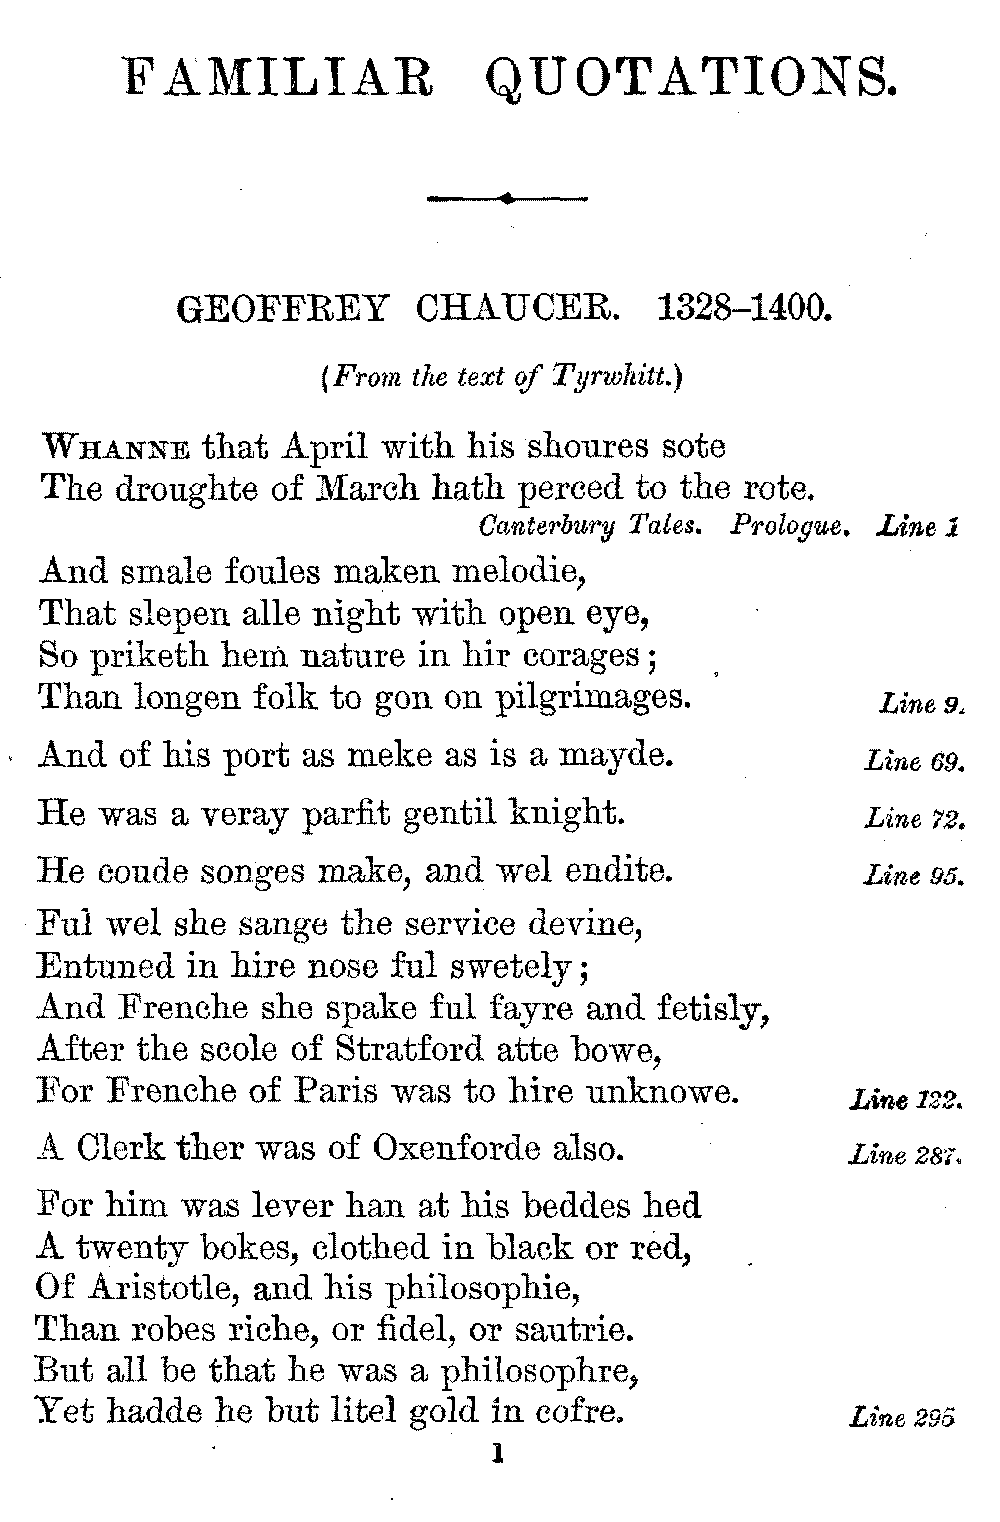 FAMILIAR QUOTATIONS.
GEOFFREY CHAUCER. 1328–1400.
(From the text of Tyrwhitt.)
WHANNE that April with his shoures sote
The droughte of March hath perced to the rote.
Canterbury Tales. Prologue. Line 1
And smale foules maken melodie,
That slepen alle night with open eye,
So priketh hem nature in hir corages;
Than longen folk to gon on pilgrimages. Line 9.
And of his port as meke as is a mayde. Line 69.
He was a veray parfit gentil knight. Line 72.
He coude songes make, and wel endite. Line 95.
Ful wel she sange the service devine,
Entuned in hire nose ful swetely;
And Frenche she spake ful fayre and fetisly,
After the scole of Stratford atte bowe,
For Frenche of Paris was to hire unknowe. Line 122.
A Clerk ther was of Oxenforde also. Line 287.
For him was lever han at his beddes hed
A twenty bokes, clothed in black or red,
Of Aristotle, and his philosophie,
Than robes riche, or fidel, or sautrie.
But all be that he was a philosophre,
Yet hadde he but litel gold in cofre. Line 295
1